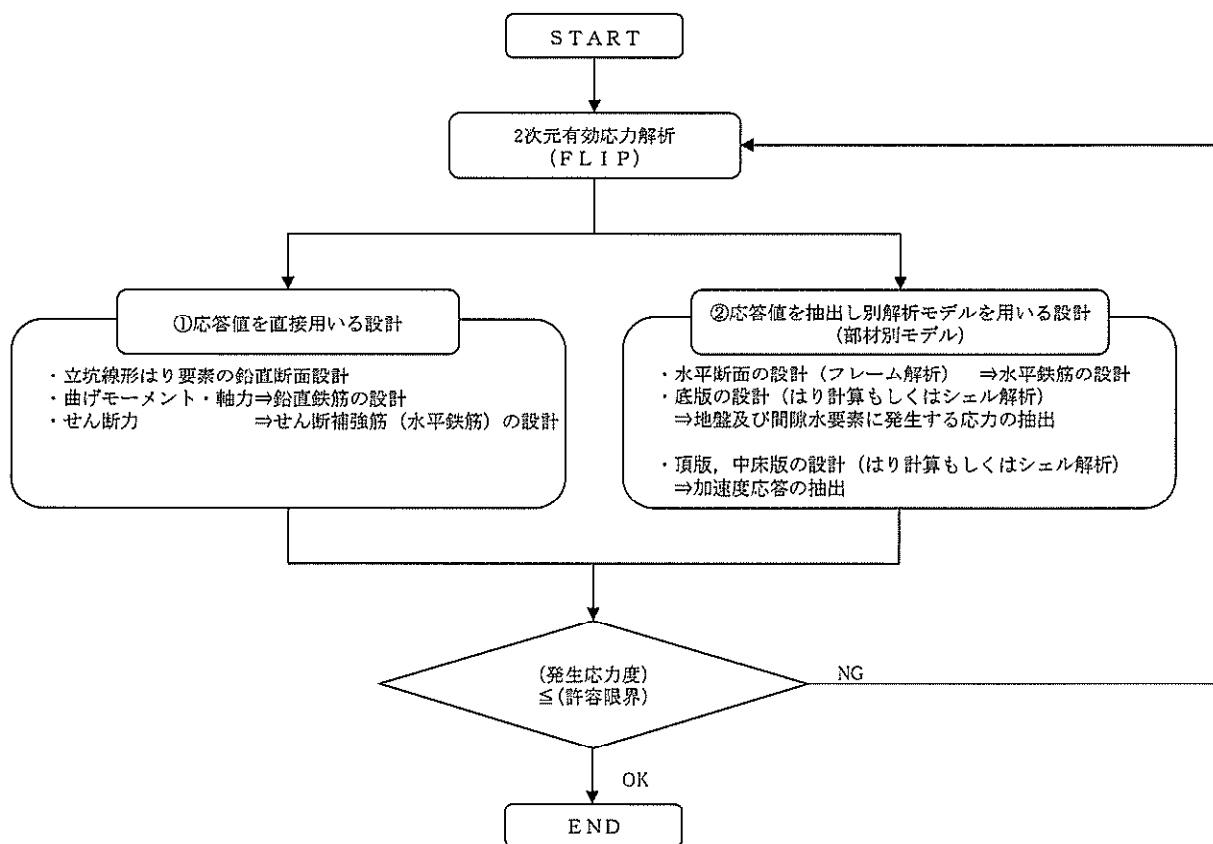 START
2次元有効応力解析
(FLIP)
①応答値を直接用いる設計
・立坑線形はり要素の鉛直断面設計
・曲げモーメント・軸力⇒鉛直鉄筋の設計
・せん断力 ⇒せん断補強筋（水平鉄筋）の設計
②応答値を抽出し別解析モデルを用いる設計
(部材別モデル)
・水平断面の設計（フレーム解析） ⇒水平鉄筋の設計
・底版の設計（はり計算もしくはシェル解析）
⇒地盤及び間隙水要素に発生する応力の抽出
・頂版，中床版の設計（はり計算もしくはシェル解析）
⇒加速度応答の抽出
(発生応力度)
≦(許容限界)
NG
OK
END